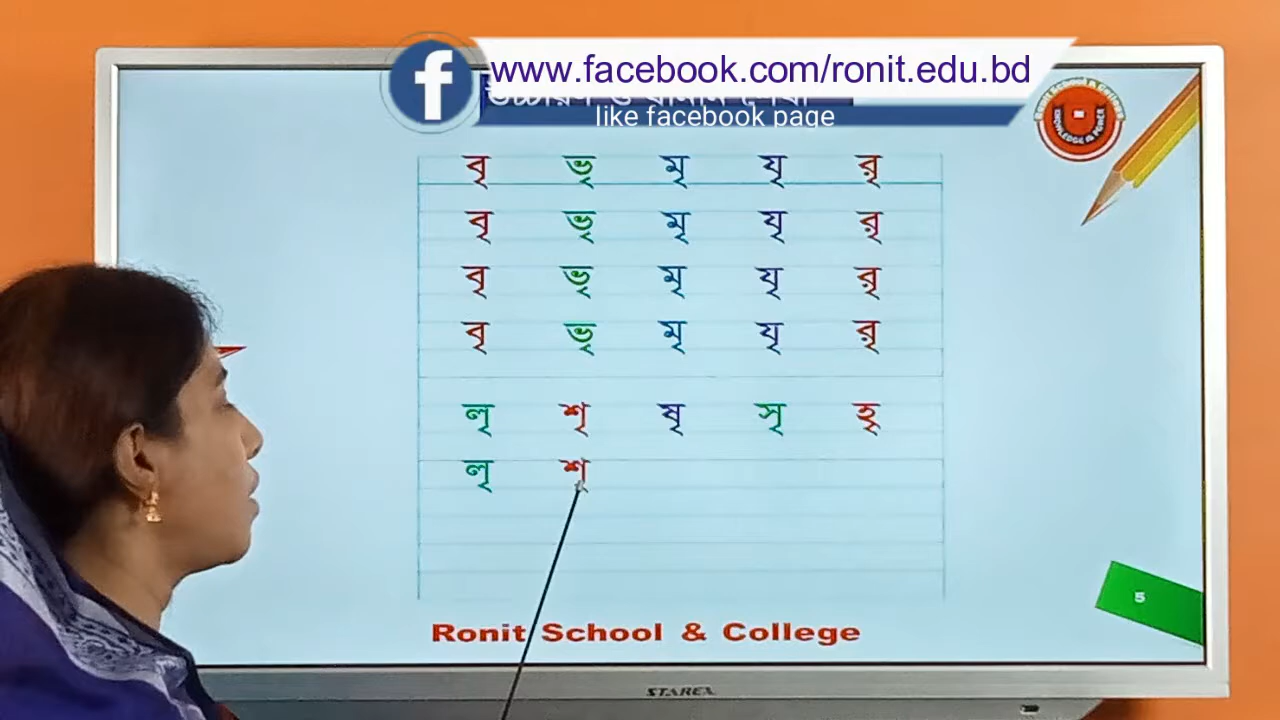 www.facebook.com/ronit.edu.bd
like facebook page
বৃ ভৃ মৃ যৃ রৃ
বৃ ভৃ মৃ যৃ রৃ
বৃ ভৃ মৃ যৃ রৃ
বৃ ভৃ মৃ যৃ রৃ
লৃ শৃ ষৃ সৃ হৃ
লৃ শৃ
5
Ronit School & College
STAREX